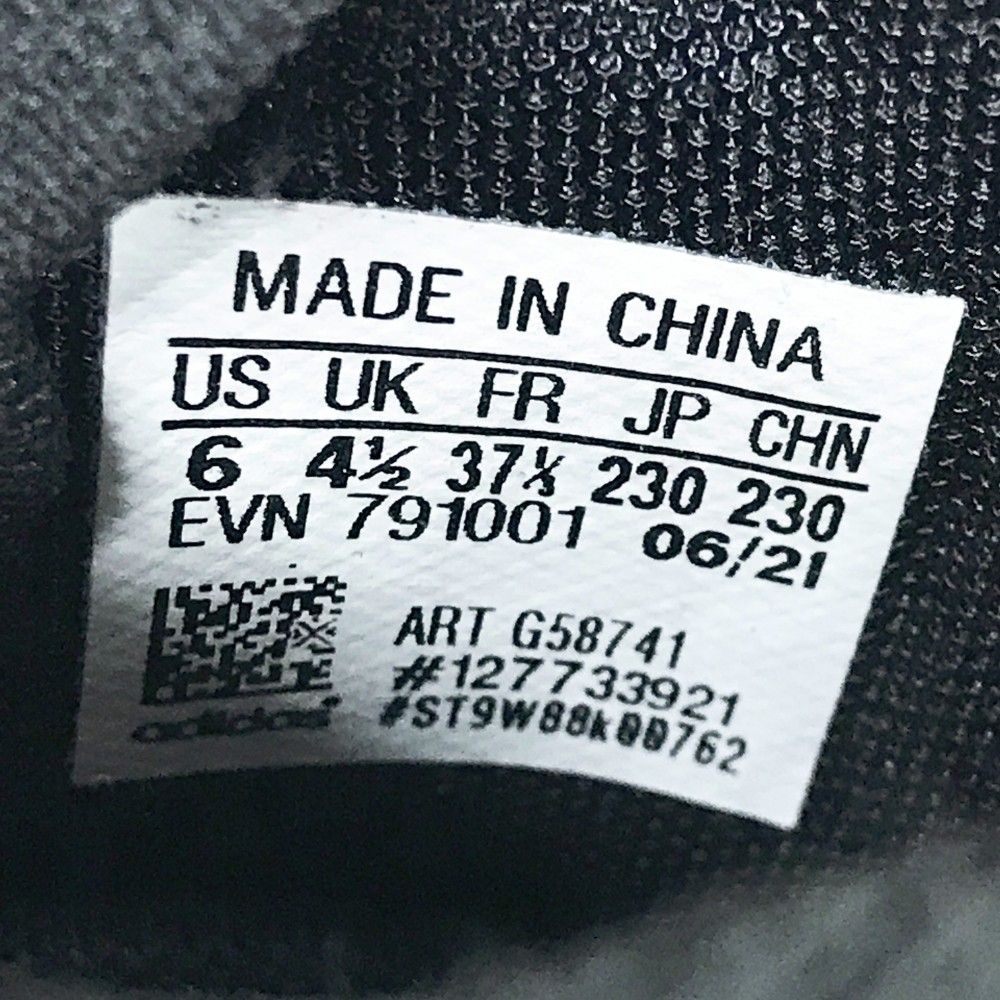 MADE IN CHINA
US UK FR JP CHN
6 4½ 37⅓ 230 230
EVN 791001 06/21
ART G58741
#127733921
#ST9W88k00762
adidas